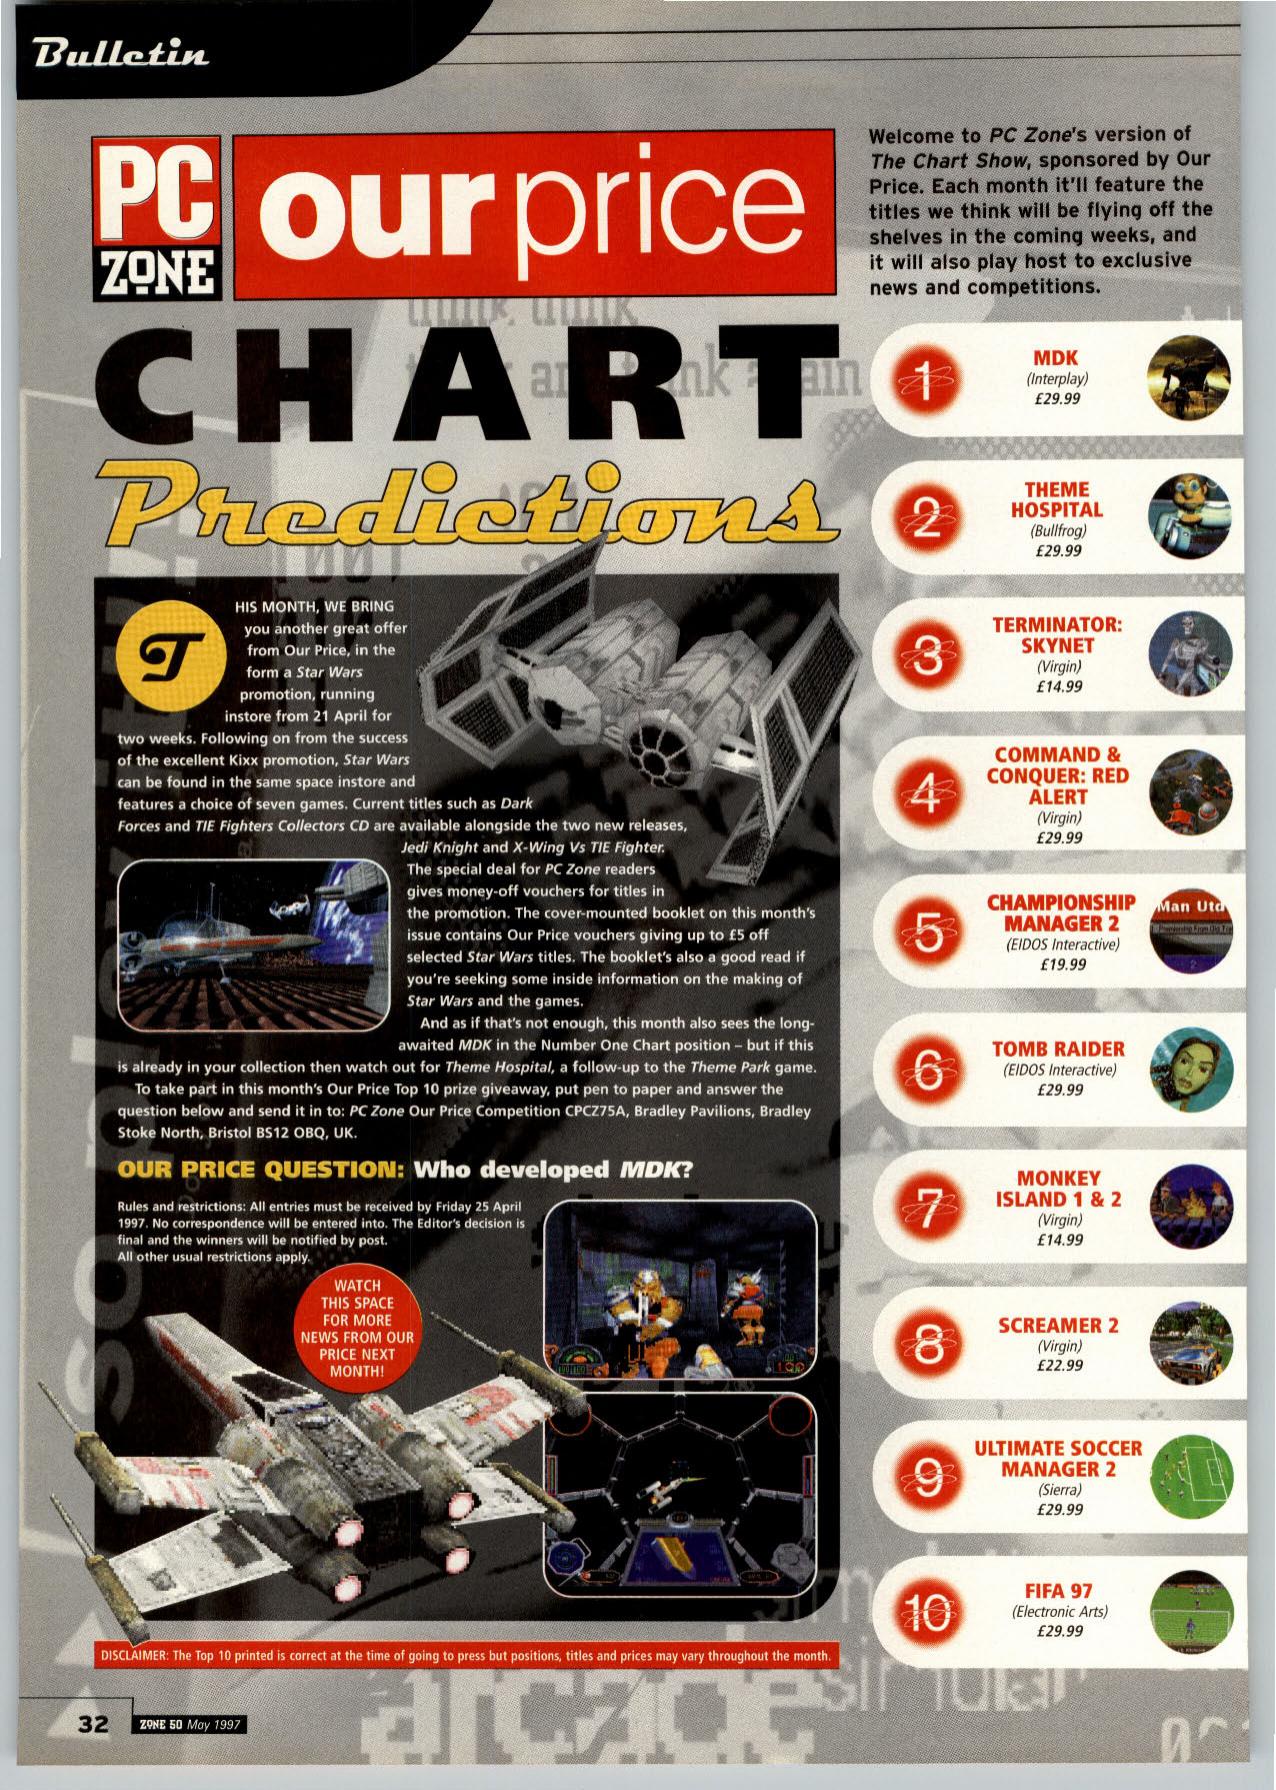 Bulletin
PC
ZONE
ourprice
CHART
Predictions
Welcome to PC Zone's version of
The Chart Show, sponsored by Our
Price. Each month it'll feature the
titles we think will be flying off the
shelves in the coming weeks, and
it will also play host to exclusive
news and competitions.
THIS MONTH, WE BRING
you another great offer
from Our Price, in the
form a Star Wars
promotion, running
instore from 21 April for
two weeks. Following on from the success
of the excellent Kixx promotion, Star Wars
can be found in the same space instore and
features a choice of seven games. Current titles such as Dark
Forces and TIE Fighters Collectors CD are available alongside the two new releases,
Jedi Knight and X-Wing Vs TIE Fighter.
The special deal for PC Zone readers
gives money-off vouchers for titles in
the promotion. The cover-mounted booklet on this month's
issue contains Our Price vouchers giving up to £5 off
selected Star Wars titles. The booklet's also a good read if
you're seeking some inside information on the making of
Star Wars and the games.
And as if that's not enough, this month also sees the long-
awaited MDK in the Number One Chart position – but if this
is already in your collection then watch out for Theme Hospital, a follow-up to the Theme Park game.
To take part in this month's Our Price Top 10 prize giveaway, put pen to paper and answer the
question below and send it in to: PC Zone Our Price Competition CPCZ75A, Bradley Pavilions, Bradley
Stoke North, Bristol BS12 OBQ, UK.
OUR PRICE QUESTION: Who developed MDK?
Rules and restrictions: All entries must be received by Friday 25 April
1997. No correspondence will be entered into. The Editor's decision is
final and the winners will be notified by post.
All other usual restrictions apply.
WATCH
THIS SPACE
FOR MORE
NEWS FROM OUR
PRICE NEXT
MONTH!
DISCLAIMER: The Top 10 printed is correct at the time of going to press but positions, titles and prices may vary throughout the month.
1
MDK
(Interplay)
£29.99
2
THEME
HOSPITAL
(Bullfrog)
£29.99
3
TERMINATOR:
SKYNET
(Virgin)
£14.99
4
COMMAND &
CONQUER: RED
ALERT
(Virgin)
£29.99
5
CHAMPIONSHIP
MANAGER 2
(EIDOS Interactive)
£19.99
Man Utd
6
TOMB RAIDER
(EIDOS Interactive)
£29.99
7
MONKEY
ISLAND 1 & 2
(Virgin)
£14.99
8
SCREAMER 2
(Virgin)
£22.99
9
ULTIMATE SOCCER
MANAGER 2
(Sierra)
£29.99
10
FIFA 97
(Electronic Arts)
£29.99
32
ZONE 50 May 1997